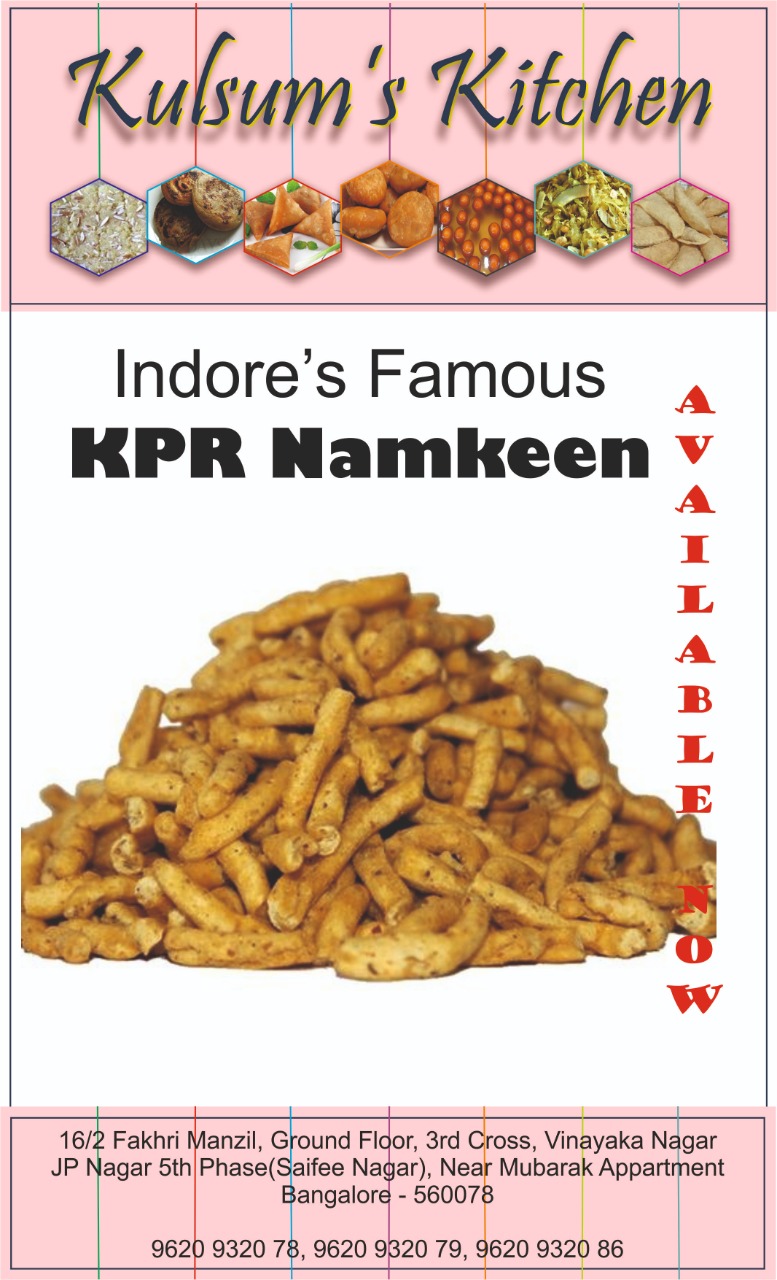 Kulsum's Kitchen
Indore’s Famous
KPR Namkeen
AVAILABLE NOW
16/2 Fakhri Manzil, Ground Floor, 3rd Cross, Vinayaka Nagar
JP Nagar 5th Phase(Saifee Nagar), Near Mubarak Appartment
Bangalore - 560078
9620 9320 78, 9620 9320 79, 9620 9320 86